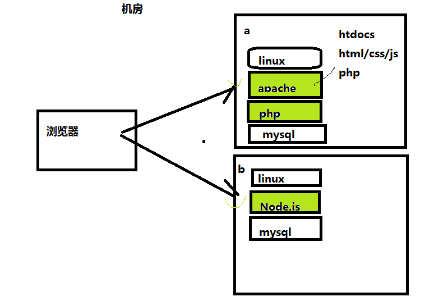 机房
a
htdocs
linux
html/css/js
apache
php
php
浏览器
mysql
b
linux
Node.js
mysql